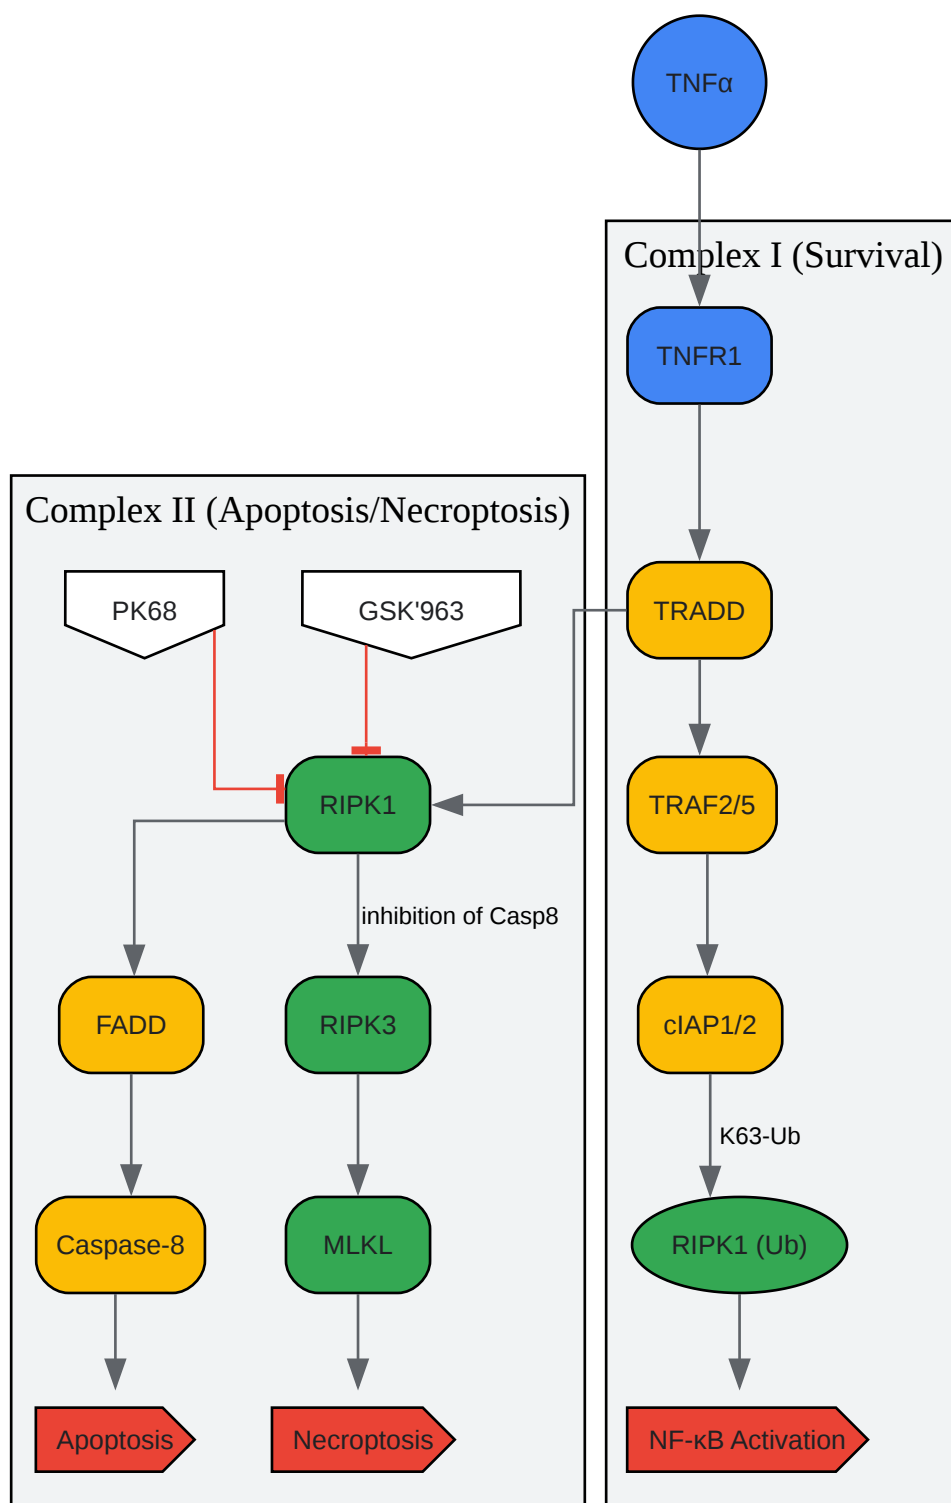 TNFα
Complex I (Survival)
TNFR1
Complex II (Apoptosis/Necroptosis)
PK68
GSK'963
TRADD
RIPK1
TRAF2/5
inhibition of Casp8
FADD
RIPK3
cIAP1/2
K63-Ub
Caspase-8
MLKL
RIPK1 (Ub)
Apoptosis
Necroptosis
NF-κB Activation